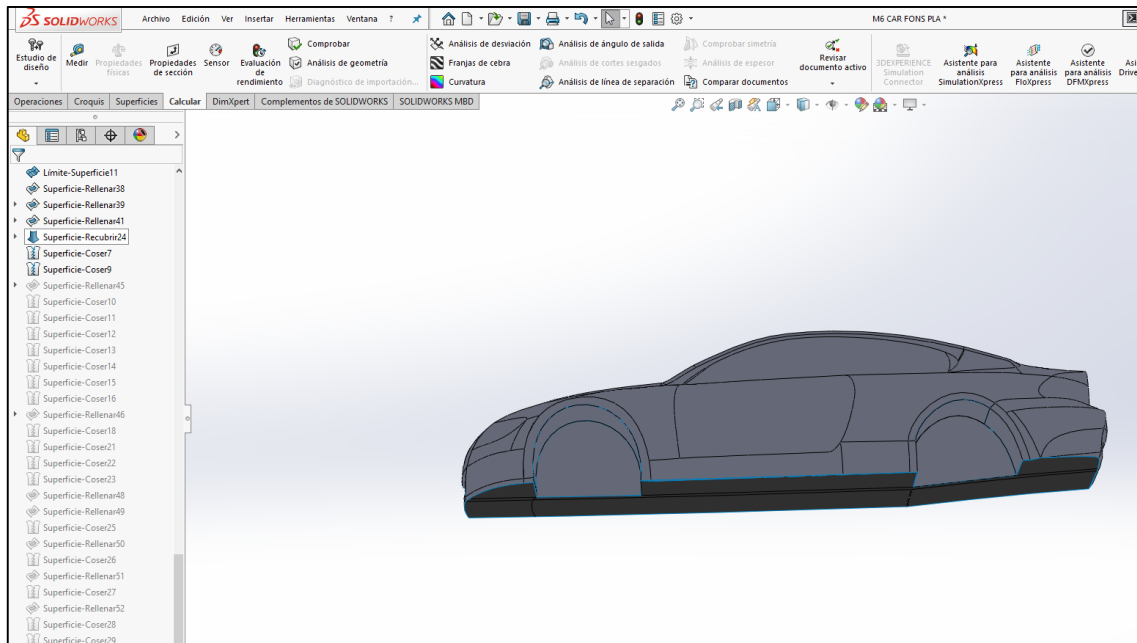 SOLIDWORKS
Archivo Edición Ver Insertar Herramientas Ventana ?
M6 CAR FONS PLA *
Estudio de diseño
Medir
Propiedades físicas
Propiedades de sección
Sensor
Evaluación de rendimiento
Comprobar
Análisis de geometría
Diagnóstico de importación...
Análisis de desviación
Franjas de cebra
Curvatura
Análisis de ángulo de salida
Análisis de cortes sesgados
Análisis de línea de separación
Comprobar simetría
Análisis de espesor
Comparar documentos
Revisar documento activo
3DEXPERIENCE Simulation Connector
Asistente para análisis SimulationXpress
Asistente para análisis FloXpress
Asistente para análisis DFMXpress
Asi
Drive
Operaciones Croquis Superficies Calcular DimXpert Complementos de SOLIDWORKS SOLIDWORKS MBD
Límite-Superficie11
Superficie-Rellenar38
Superficie-Rellenar39
Superficie-Rellenar41
Superficie-Recubrir24
Superficie-Coser7
Superficie-Coser9
Superficie-Rellenar45
Superficie-Coser10
Superficie-Coser11
Superficie-Coser12
Superficie-Coser13
Superficie-Coser14
Superficie-Coser15
Superficie-Coser16
Superficie-Rellenar46
Superficie-Coser18
Superficie-Coser21
Superficie-Coser22
Superficie-Coser23
Superficie-Rellenar48
Superficie-Rellenar49
Superficie-Coser25
Superficie-Rellenar50
Superficie-Coser26
Superficie-Rellenar51
Superficie-Coser27
Superficie-Rellenar52
Superficie-Coser28
Superficie-Coser29